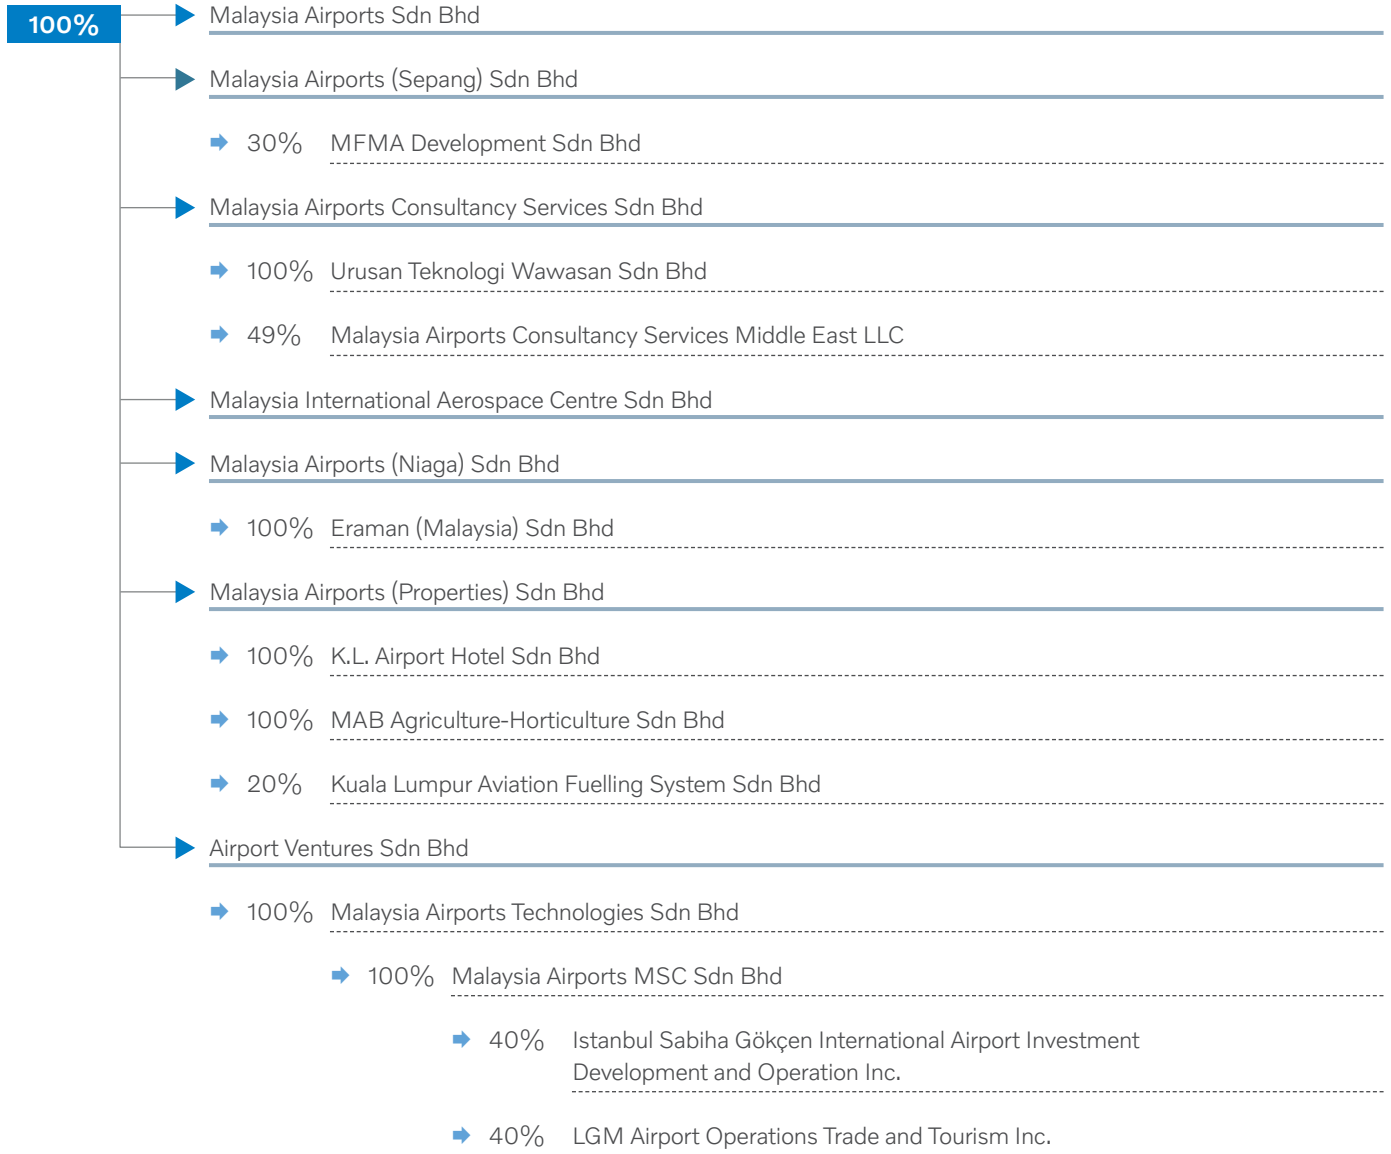 100%
Malaysia Airports Sdn Bhd
Malaysia Airports (Sepang) Sdn Bhd
30% MFMA Development Sdn Bhd
Malaysia Airports Consultancy Services Sdn Bhd
100% Urusan Teknologi Wawasan Sdn Bhd
49% Malaysia Airports Consultancy Services Middle East LLC
Malaysia International Aerospace Centre Sdn Bhd
Malaysia Airports (Niaga) Sdn Bhd
100% Eraman (Malaysia) Sdn Bhd
Malaysia Airports (Properties) Sdn Bhd
100% K.L. Airport Hotel Sdn Bhd
100% MAB Agriculture-Horticulture Sdn Bhd
20% Kuala Lumpur Aviation Fuelling System Sdn Bhd
Airport Ventures Sdn Bhd
100% Malaysia Airports Technologies Sdn Bhd
100% Malaysia Airports MSC Sdn Bhd
40% Istanbul Sabiha Gökçen International Airport Investment
Development and Operation Inc.
40% LGM Airport Operations Trade and Tourism Inc.